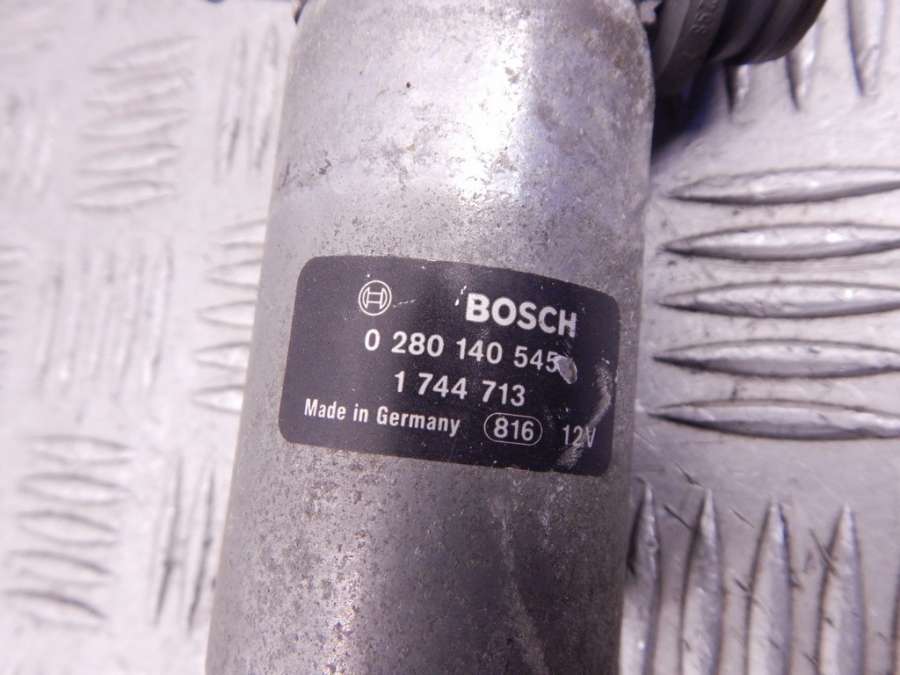 BOSCH
0 280 140 545
1 744 713
Made in Germany 816 12V